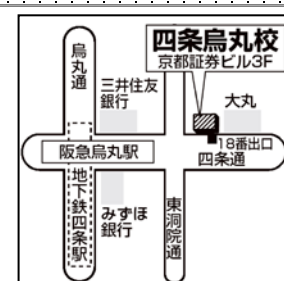 四条烏丸校
京都証券ビル3F
烏丸通
三井住友
銀行
大丸
18番出口
阪急烏丸駅
四条通
地下鉄四条駅
みずほ
銀行
東洞院通